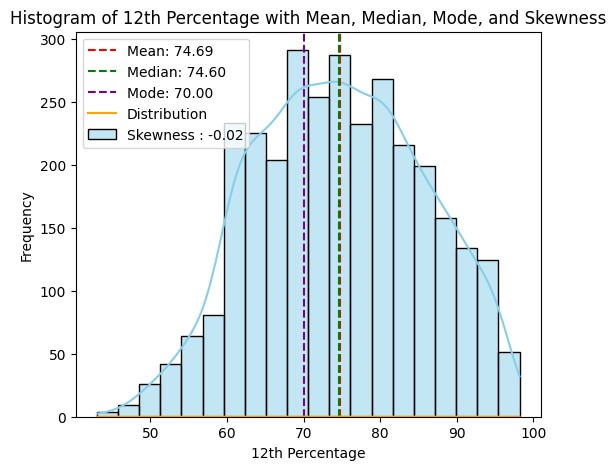 Histogram of 12th Percentage with Mean, Median, Mode, and Skewness
Mean: 74.69
Median: 74.60
Mode: 70.00
Distribution
Skewness : -0.02
300
250
200
150
100
50
0
Frequency
50 60 70 80 90 100
12th Percentage